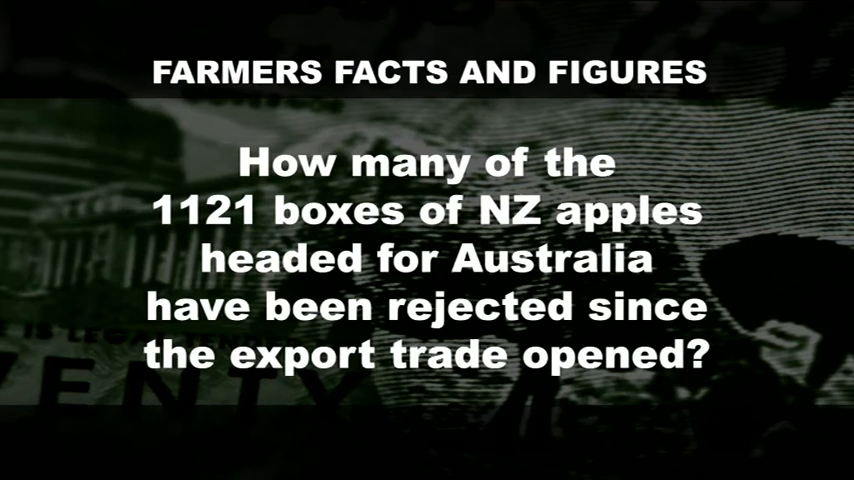 FARMERS FACTS AND FIGURES
How many of the
1121 boxes of NZ apples
headed for Australia
have been rejected since
the export trade opened?